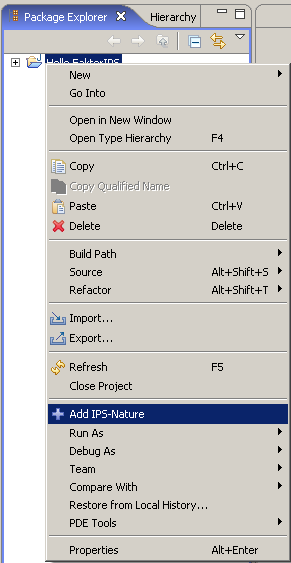 Package Explorer Hierarchy
Hello FaktorIPS
New
Go Into
Open in New Window
Open Type Hierarchy F4
Copy Ctrl+C
Copy Qualified Name
Paste Ctrl+V
Delete Delete
Build Path
Source Alt+Shift+S
Refactor Alt+Shift+T
Import...
Export...
Refresh F5
Close Project
Add IPS-Nature
Run As
Debug As
Team
Compare With
Restore from Local History...
PDE Tools
Properties Alt+Enter